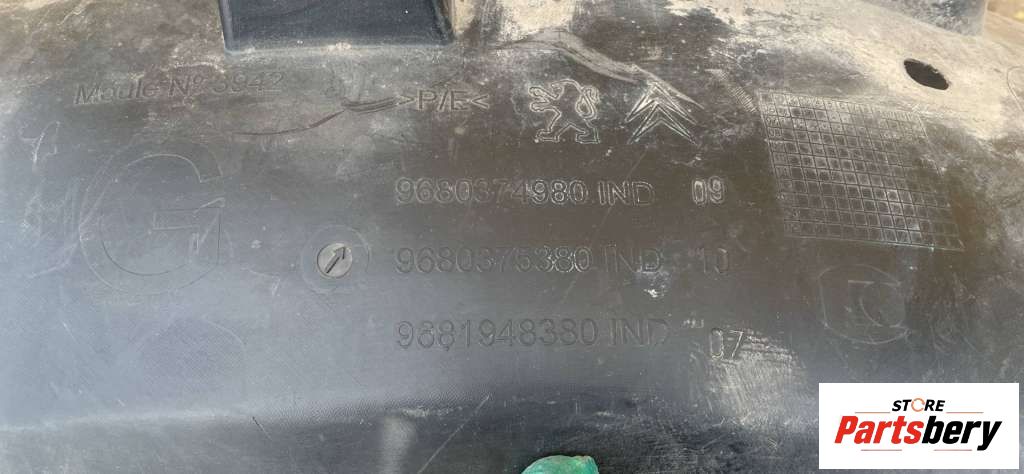 Moule N° 3942
>P/E<
9680374980 IND 09
G
9680375380 IND 10
9681948380 IND 07
STORE
Partsbery